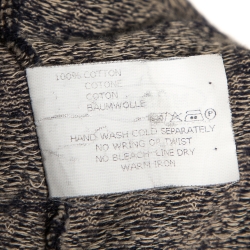 100% COTTON
COTONE
COTON
BAUMWOLLE
HAND WASH COLD SEPARATELY
NO WRING OR TWIST
NO BLEACH LINE DRY
WARM IRON